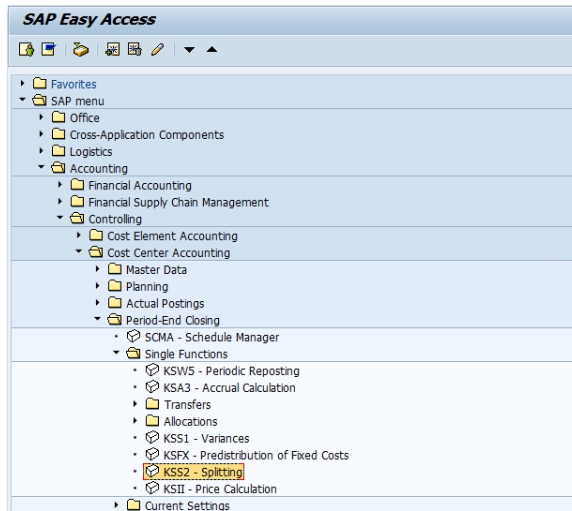 SAP Easy Access
Favorites
SAP menu
Office
Cross-Application Components
Logistics
Accounting
Financial Accounting
Financial Supply Chain Management
Controlling
Cost Element Accounting
Cost Center Accounting
Master Data
Planning
Actual Postings
Period-End Closing
SCMA - Schedule Manager
Single Functions
KSW5 - Periodic Reposting
KSA3 - Accrual Calculation
Transfers
Allocations
KSS1 - Variances
KSFX - Predistribution of Fixed Costs
KSS2 - Splitting
KSII - Price Calculation
Current Settings